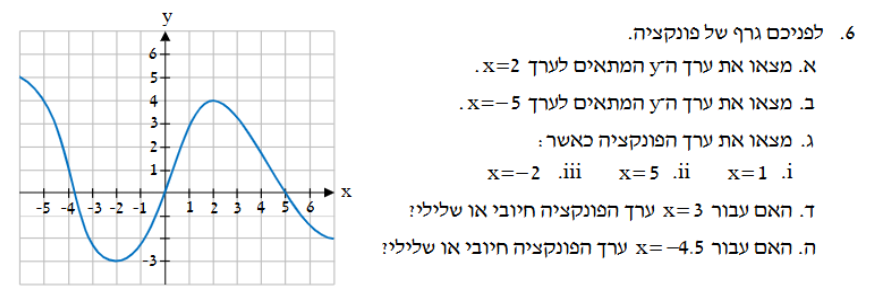 6. לפניכם גרף של פונקציה.
א. מצאו את ערך ה־y המתאים לערך x=2.
ב. מצאו את ערך ה־y המתאים לערך x=−5.
ג. מצאו את ערך הפונקציה כאשר:
i. x=1 ii. x=5 iii. x=−2
ד. האם עבור x=3 ערך הפונקציה חיובי או שלילי?
ה. האם עבור x=−4.5 ערך הפונקציה חיובי או שלילי?
y
6
5
4
3
2
1
x
-5 -4 -3 -2 -1 1 2 3 4 5 6
-3